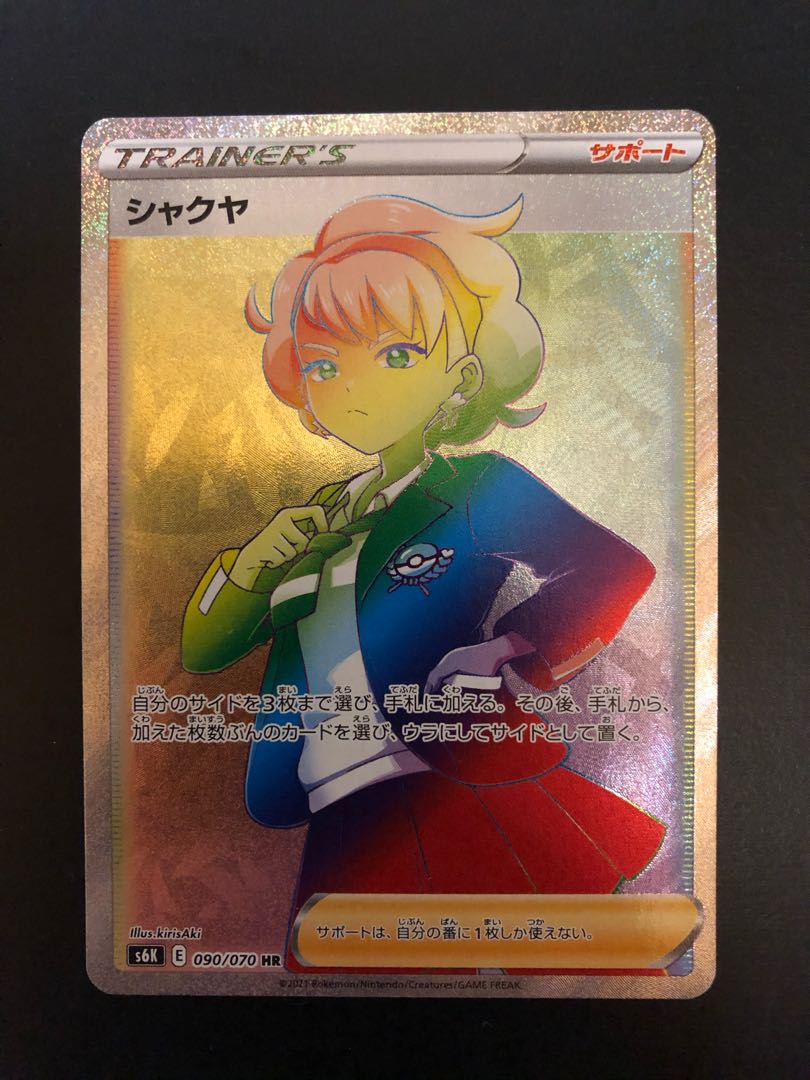 TRAINER'S サポート
シャクヤ
自分のサイドを3枚まで選び、手札に加える。その後、手札から、
加えた枚数ぶんのカードを選び、ウラにしてサイドとして置く。
サポートは、自分の番に1枚しか使えない。
Illus.kirisAki
s6K E 090/070 HR
©2021 Pokémon/Nintendo/Creatures/GAME FREAK.